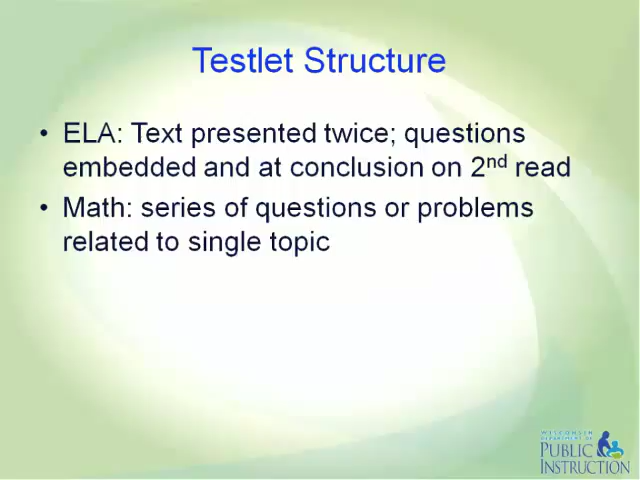 Testlet Structure
• ELA: Text presented twice; questions
embedded and at conclusion on 2nd read
• Math: series of questions or problems
related to single topic
WISCONSIN
DEPARTMENT OF
PUBLIC
INSTRUCTION